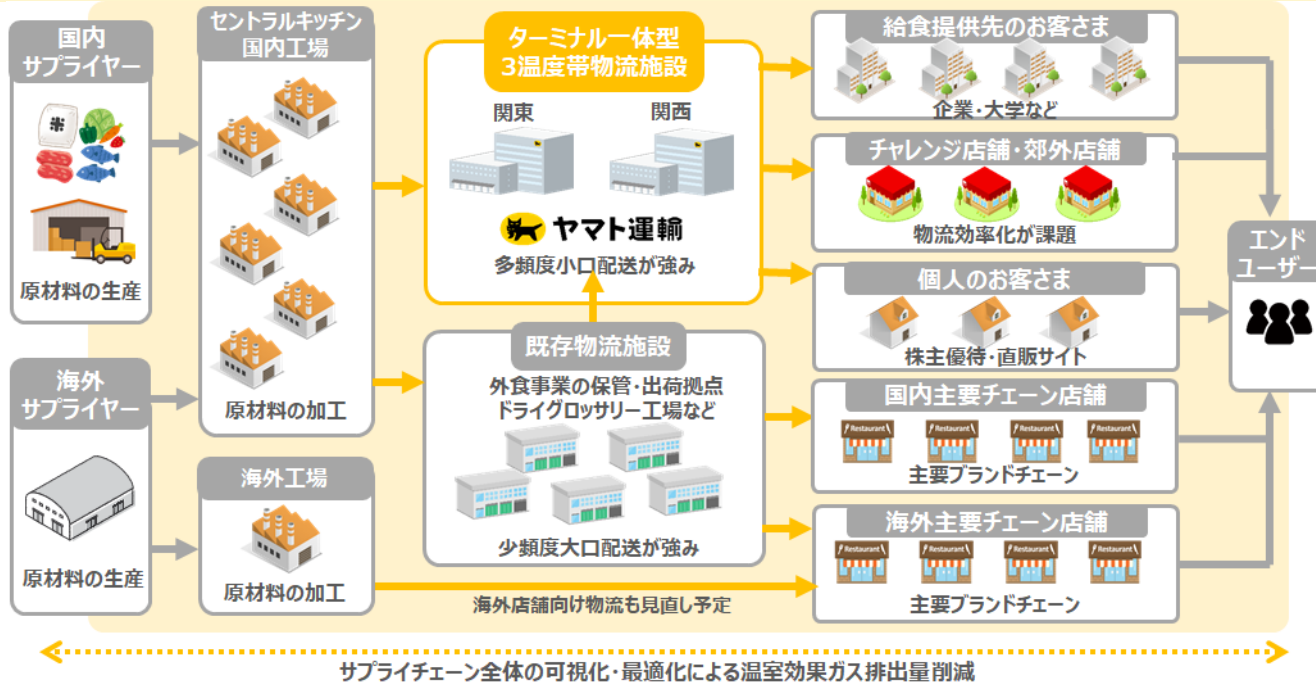 国内
サプライヤー
米
原材料の生産
海外
サプライヤー
原材料の生産
セントラルキッチン
国内工場
原材料の加工
海外工場
原材料の加工
ターミナル一体型
3温度帯物流施設
関東
関西
ヤマト運輸
多頻度小口配送が強み
既存物流施設
外食事業の保管・出荷拠点
ドライグロッサリー工場など
少頻度大口配送が強み
海外店舗向け物流も見直し予定
給食提供先のお客さま
企業・大学など
チャレンジ店舗・郊外店舗
物流効率化が課題
個人のお客さま
株主優待・直販サイト
国内主要チェーン店舗
Restaurant
Restaurant
Restaurant
Restaurant
主要ブランドチェーン
海外主要チェーン店舗
Restaurant
Restaurant
Restaurant
Restaurant
主要ブランドチェーン
エンド
ユーザー
サプライチェーン全体の可視化・最適化による温室効果ガス排出量削減